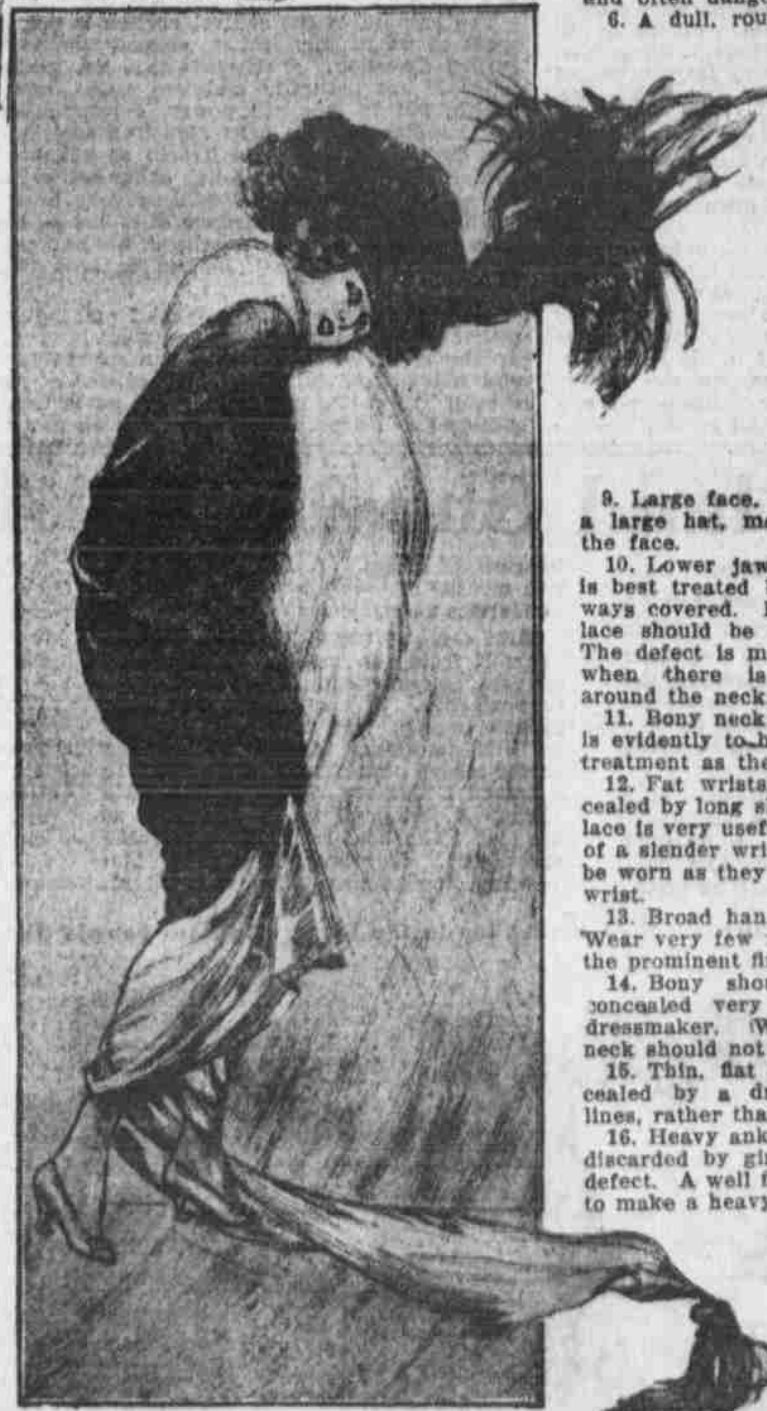 6. A dull, rou
9. Large face.
a large hat, m
the face.
10. Lower jaw
is best treated
ways covered.
lace should be
The defect is m
when there is
around the neck
11. Bony neck
is evidently to b
treatment as the
12. Fat wrists
cealed by long s
lace is very usef
of a slender wri
be worn as they
wrist.
13. Broad han
Wear very few
the prominent fi
14. Bony shou
concealed very
dressmaker. W
neck should not
15. Thin, flat
cealed by a dr
lines, rather tha
16. Heavy ank
discarded by gir
defect. A well f
to make a heavy